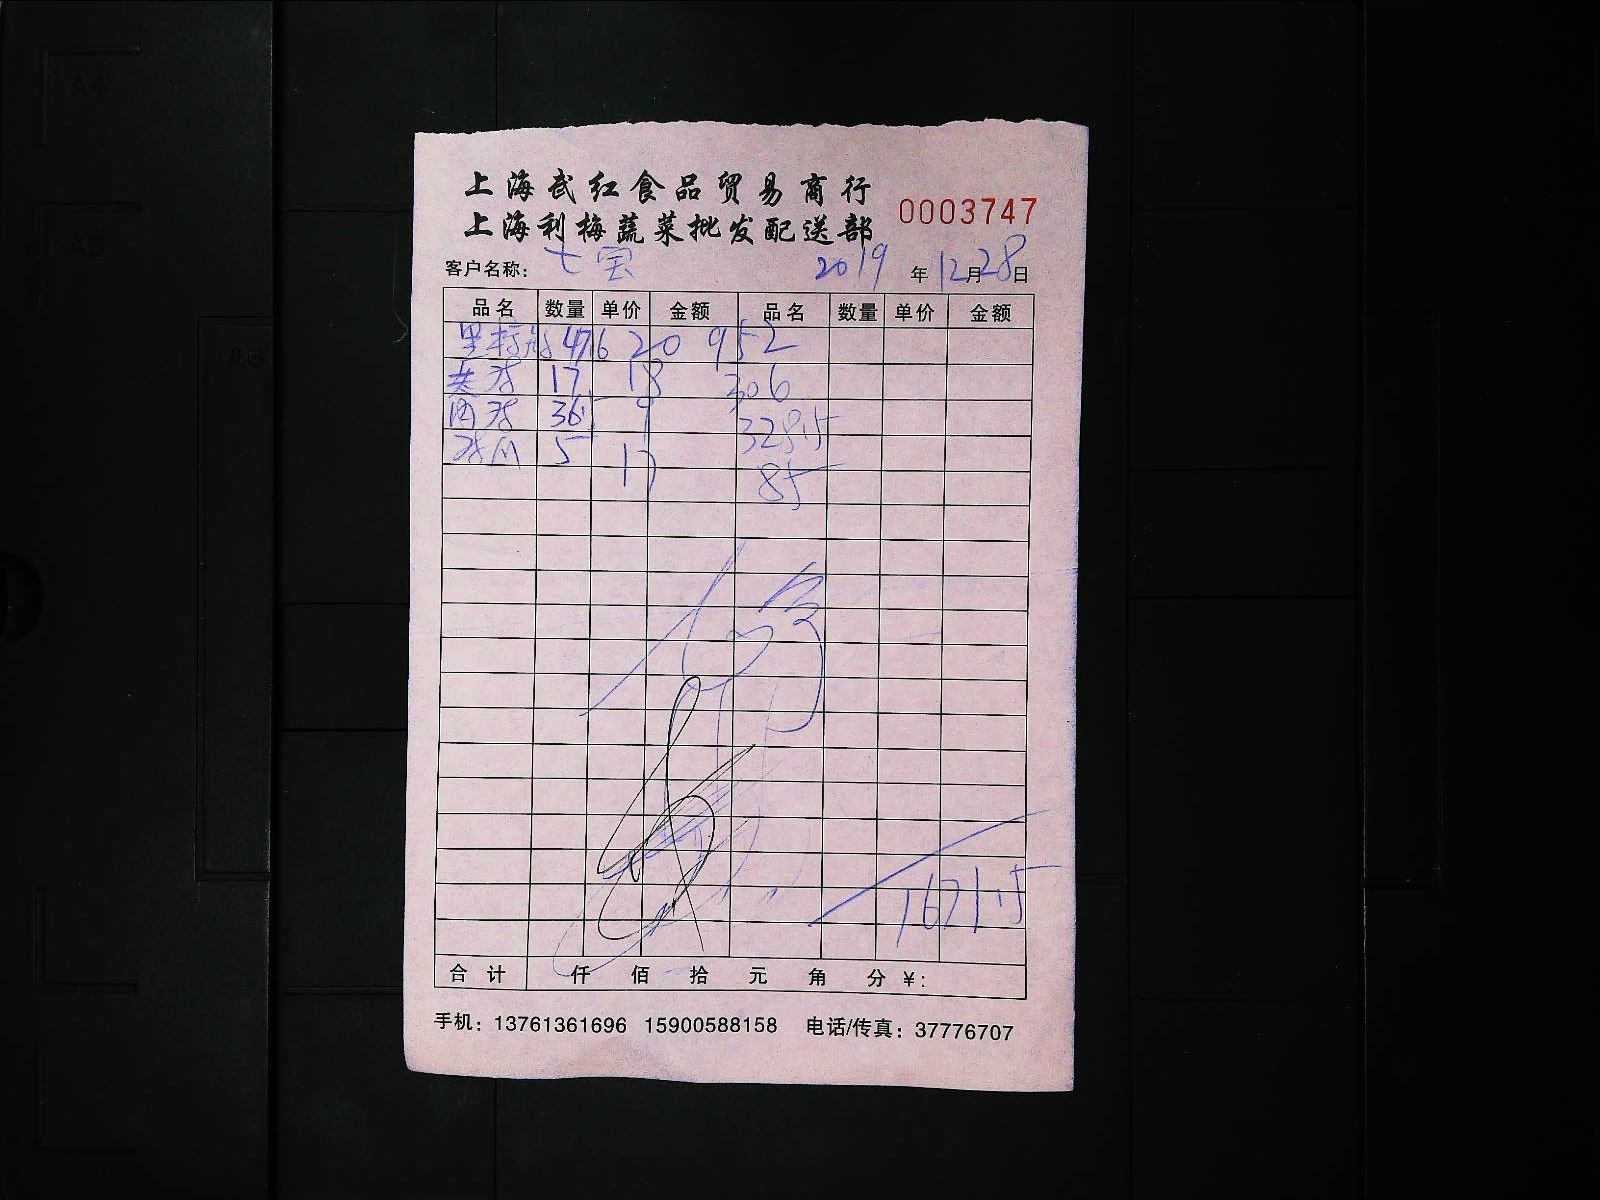 上海武红食品贸易商行
上海利梅蔬菜批发配送部
0003747
客户名称: 七宝 2019 年 12 月 28 日
品名 数量 单价 金额 品名 数量 单价 金额
47.6 20 952
17 18 306
36.5 9 328.5
5 17 85
1671.5
合计 仟 佰 拾 元 角 分 ¥:
手机: 13761361696 15900588158 电话/传真: 37776707